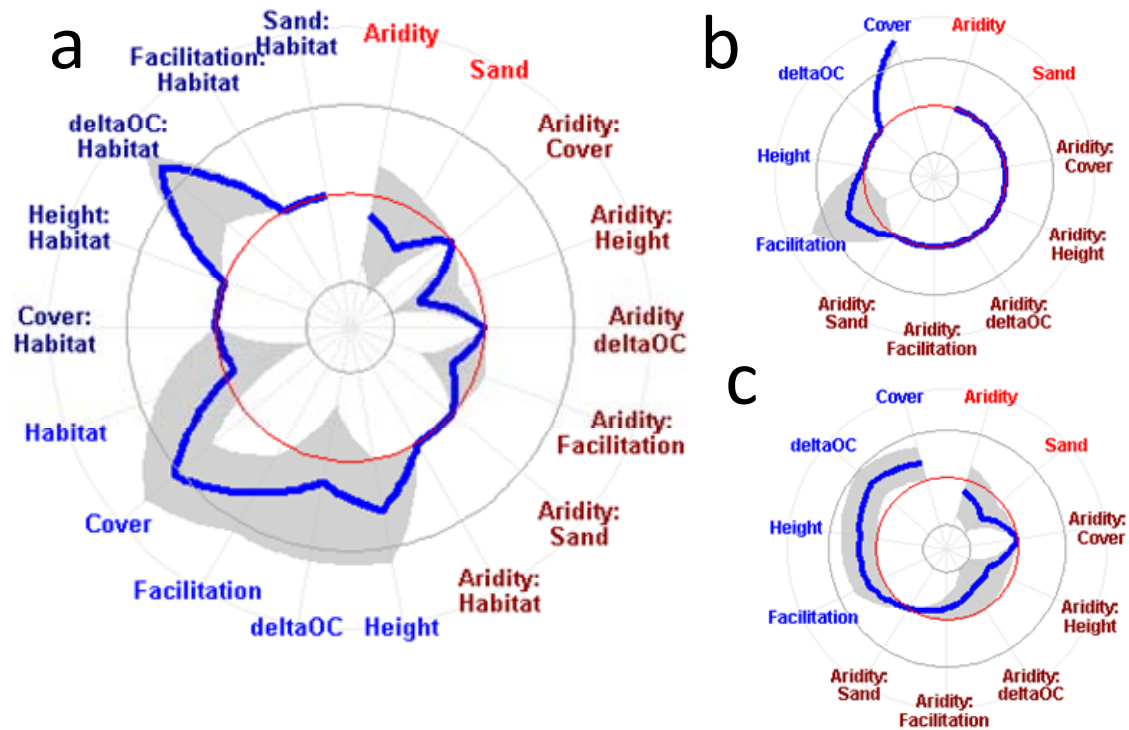 a
Sand:
Habitat
Aridity
Sand
Aridity:
Cover
Aridity:
Height
Aridity
deltaOC
Aridity:
Facilitation
Aridity:
Sand
Aridity:
Habitat
Height
deltaOC
Facilitation
Cover
Habitat
Cover:
Habitat
Height:
Habitat
deltaOC:
Habitat
Facilitation:
Habitat
b
Cover
Aridity
Sand
Aridity:
Cover
Aridity:
Height
Aridity:
deltaOC
Aridity:
Facilitation
Aridity:
Sand
Facilitation
Height
deltaOC
c
Cover
Aridity
Sand
Aridity:
Cover
Aridity:
Height
Aridity:
deltaOC
Aridity:
Facilitation
Aridity:
Sand
Facilitation
Height
deltaOC